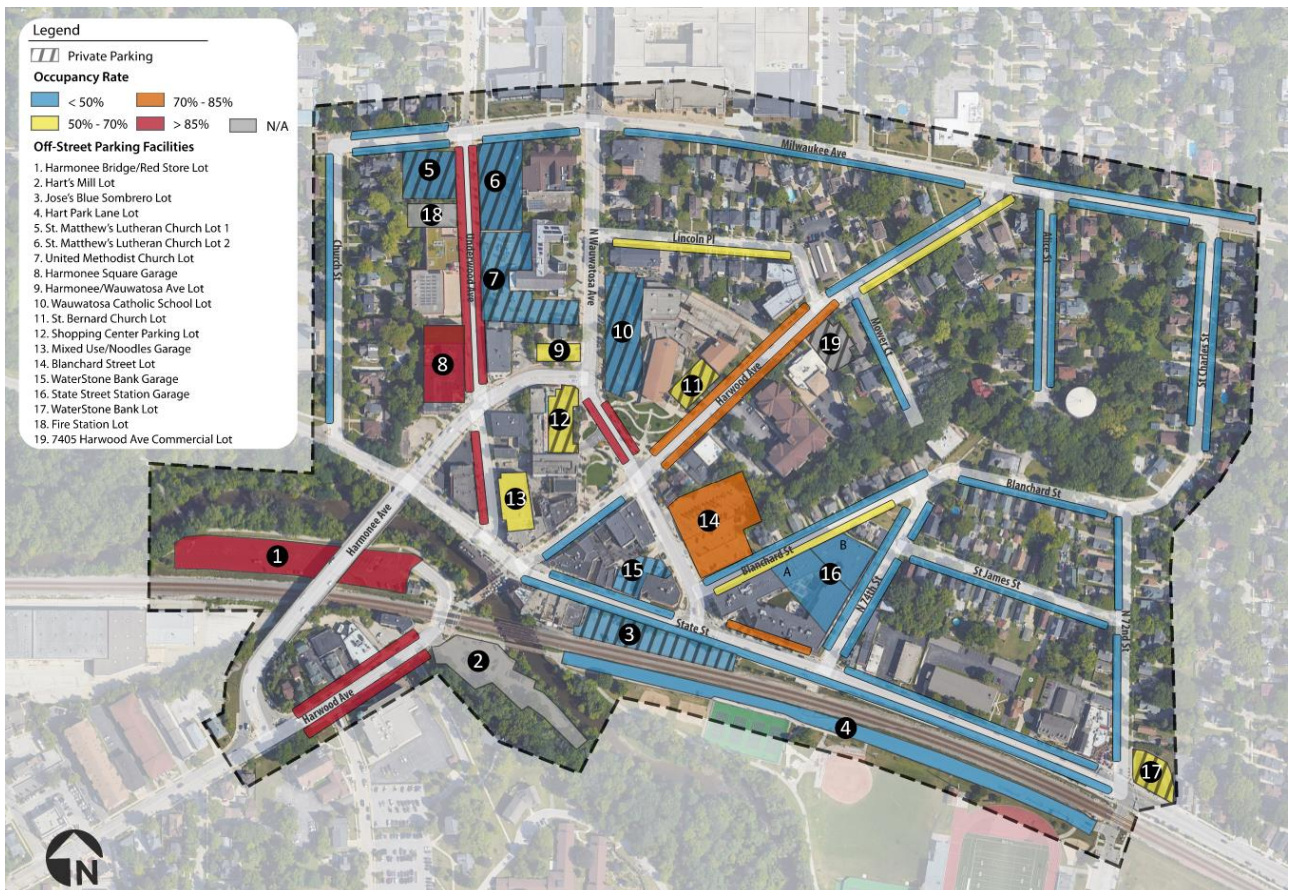 Legend
Private Parking
Occupancy Rate
< 50%
70% - 85%
50% - 70%
> 85%
N/A
Off-Street Parking Facilities
1. Harmonee Bridge/Red Store Lot
2. Hart's Mill Lot
3. Jose's Blue Sombrero Lot
4. Hart Park Lane Lot
5. St. Matthew's Lutheran Church Lot 1
6. St. Matthew's Lutheran Church Lot 2
7. United Methodist Church Lot
8. Harmonee Square Garage
9. Harmonee/Wauwatosa Ave Lot
10. Wauwatosa Catholic School Lot
11. St. Bernard Church Lot
12. Shopping Center Parking Lot
13. Mixed Use/Noodles Garage
14. Blanchard Street Lot
15. WaterStone Bank Garage
16. State Street Station Garage
17. WaterStone Bank Lot
18. Fire Station Lot
19. 7405 Harwood Ave Commercial Lot
Milwaukee Ave
5
6
18
Church St
Underwood Ave
N Wauwatosa Ave
Lincoln Pl
Alice St
St Charles St
7
10
Mower Ct
19
8
9
11
Harwood Ave
12
13
14
Blanchard St
Harmonee Ave
1
Blanchard St
B
A
16
15
N 74th St
St James St
N 72nd St
State St
3
2
Harwood Ave
4
17
N